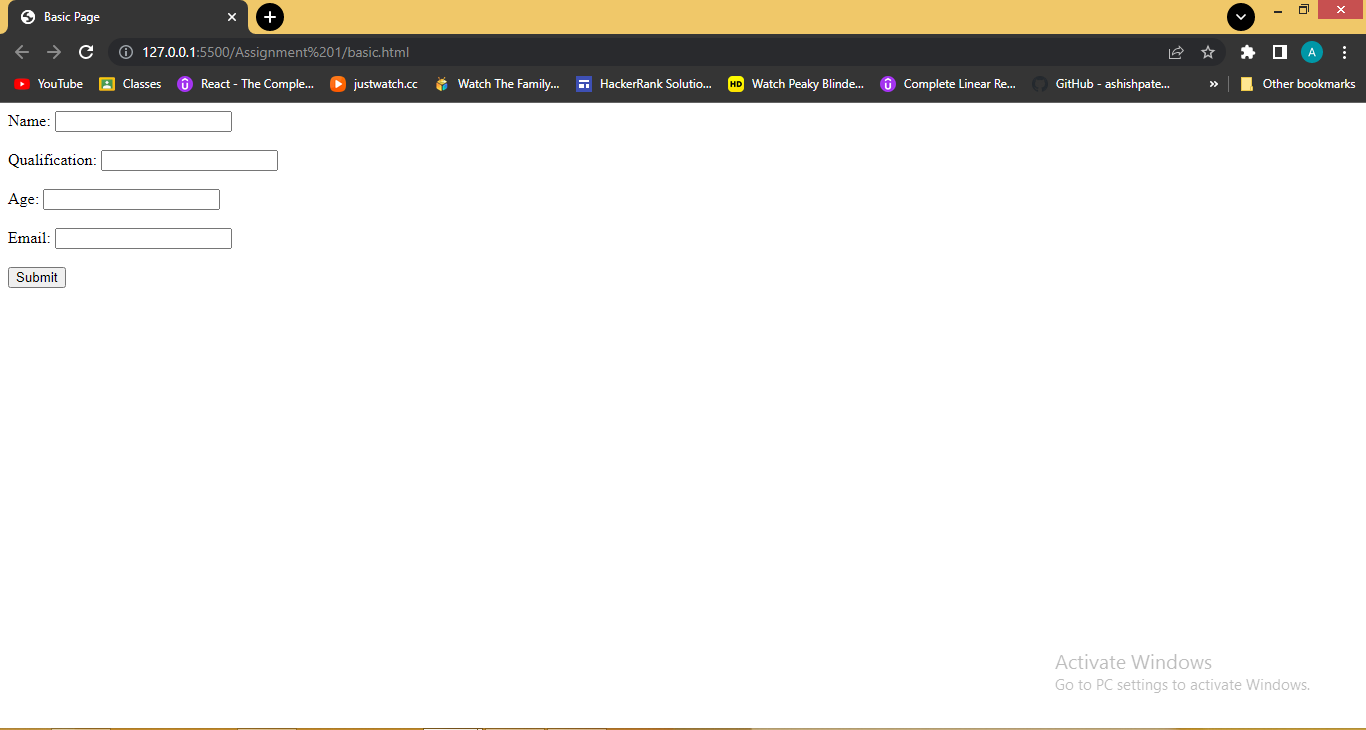 Basic Page
127.0.0.1:5500/Assignment%201/basic.html
A
YouTube Classes React - The Comple... justwatch.cc Watch The Family... HackerRank Solutio... HD Watch Peaky Blinde... Complete Linear Re... GitHub - ashishpate... » Other bookmarks
Name:
Qualification:
Age:
Email:
Submit
Activate Windows
Go to PC settings to activate Windows.